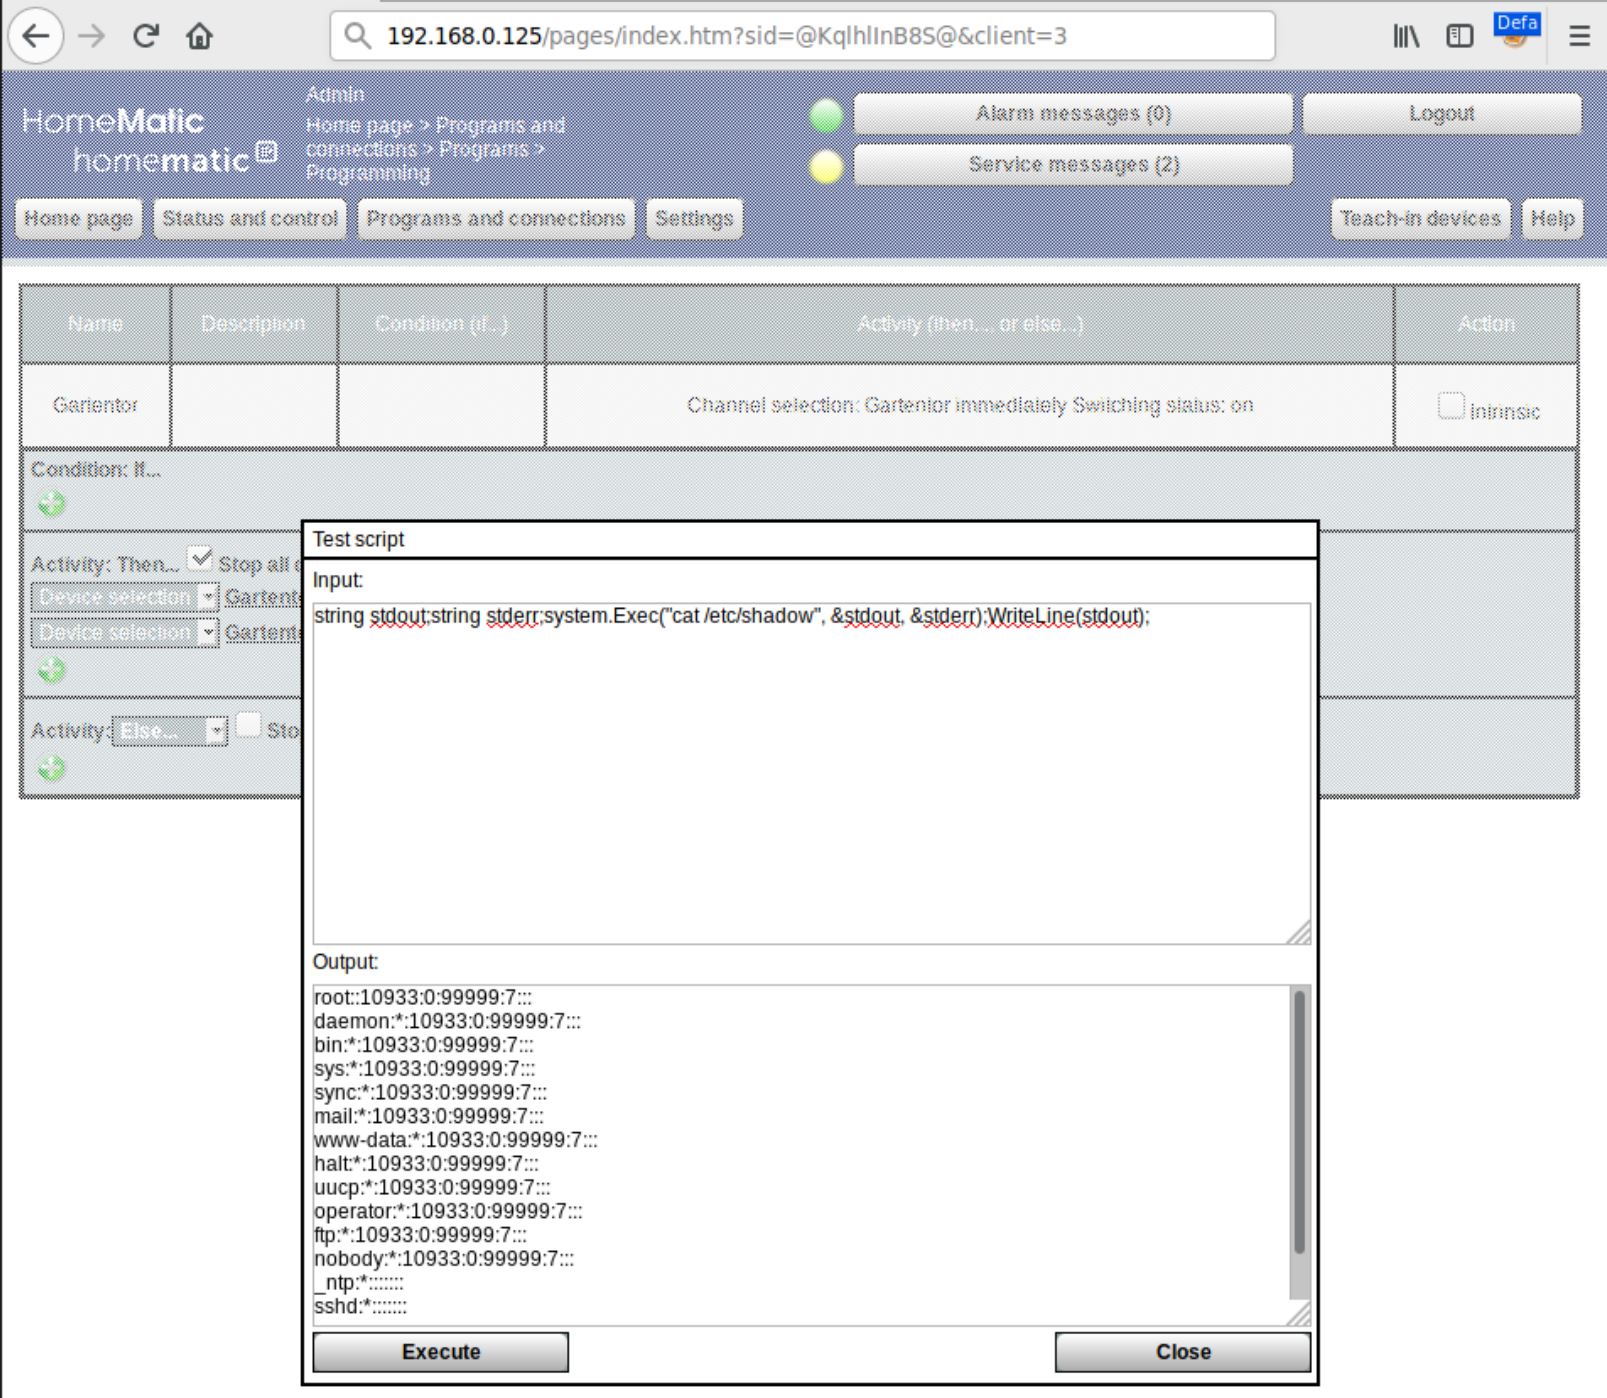 192.168.0.125/pages/index.htm?sid=@KqlhlInB8S@&client=3
Defa
HomeMatic
homematic
Admin
Home page > Programs and
connections > Programs >
Programming
Alarm messages (0)
Logout
Service messages (2)
Home page
Status and control
Programs and connections
Settings
Teach-in devices
Help
Name
Description
Condition (if...)
Activity (then..., or else...)
Action
Gartentor
Channel selection: Gartentor immediately Switching status: on
intrinsic
Condition: If...
Activity: Then... Stop all
Device selection
Device selection
Activity: Else...
Test script
Input:
string stdout;string stderr;system.Exec("cat /etc/shadow", &stdout, &stderr);WriteLine(stdout);
Output:
root::10933:0:99999:7:::
daemon:*:10933:0:99999:7:::
bin:*:10933:0:99999:7:::
sys:*:10933:0:99999:7:::
sync:*:10933:0:99999:7:::
mail:*:10933:0:99999:7:::
www-data:*:10933:0:99999:7:::
halt:*:10933:0:99999:7:::
uucp:*:10933:0:99999:7:::
operator:*:10933:0:99999:7:::
ftp:*:10933:0:99999:7:::
nobody:*:10933:0:99999:7:::
_ntp:*:::::::
sshd:*:::::::
Execute
Close